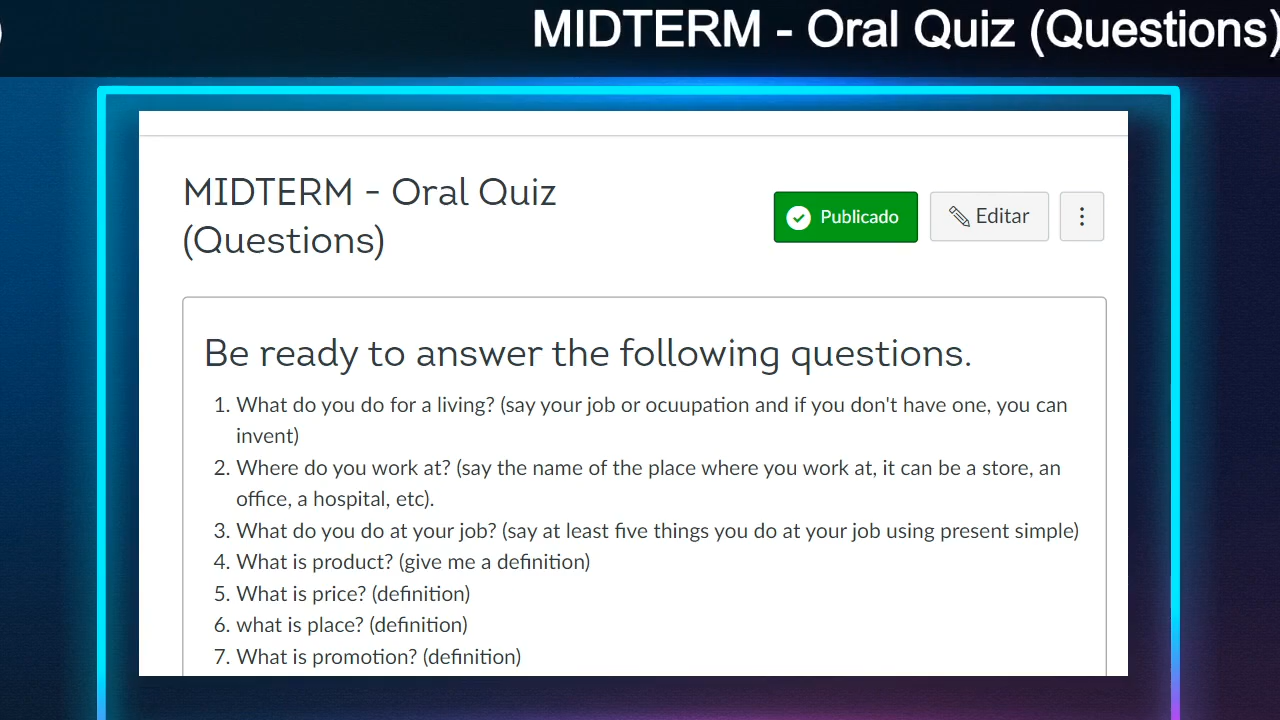 MIDTERM - Oral Quiz (Questions)
MIDTERM - Oral Quiz
(Questions)
Publicado
Editar
Be ready to answer the following questions.
1. What do you do for a living? (say your job or ocuupation and if you don't have one, you can
invent)
2. Where do you work at? (say the name of the place where you work at, it can be a store, an
office, a hospital, etc).
3. What do you do at your job? (say at least five things you do at your job using present simple)
4. What is product? (give me a definition)
5. What is price? (definition)
6. what is place? (definition)
7. What is promotion? (definition)